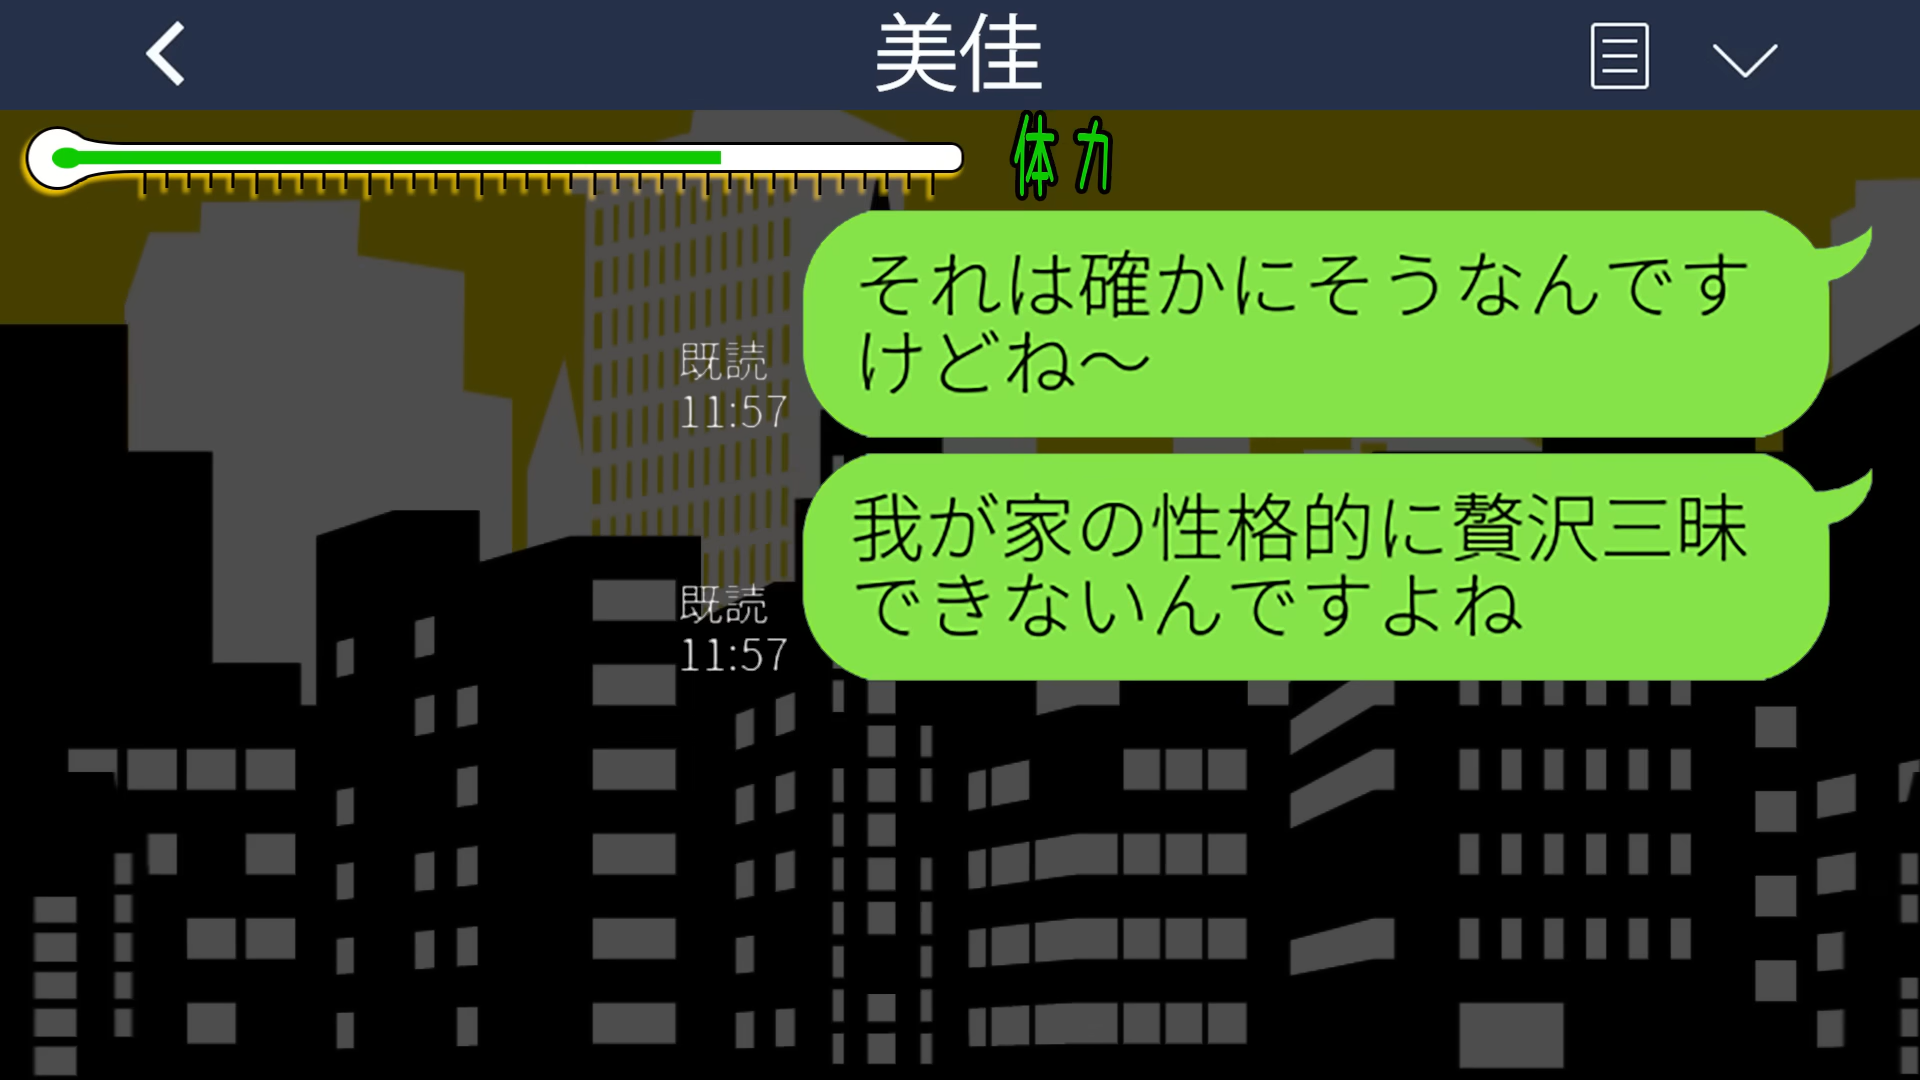 美佳
体力
それは確かにそうなんです
けどね～
既読
11:57
我が家の性格的に贅沢三昧
できないんですよね
既読
11:57